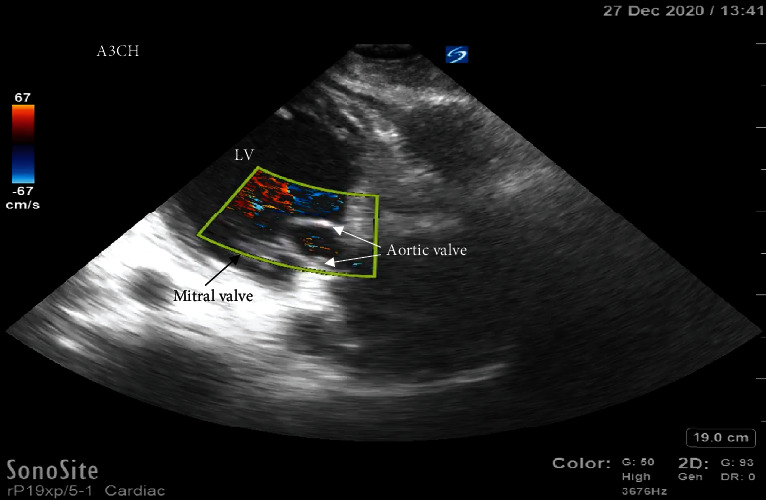 27 Dec 2020 / 13:41
A3CH
67
-67
cm/s
LV
Aortic valve
Mitral valve
19.0 cm
SonoSite
rP19xp/5-1 Cardiac
Color: G: 50
High
3676Hz
2D: G: 93
Gen DR: 0